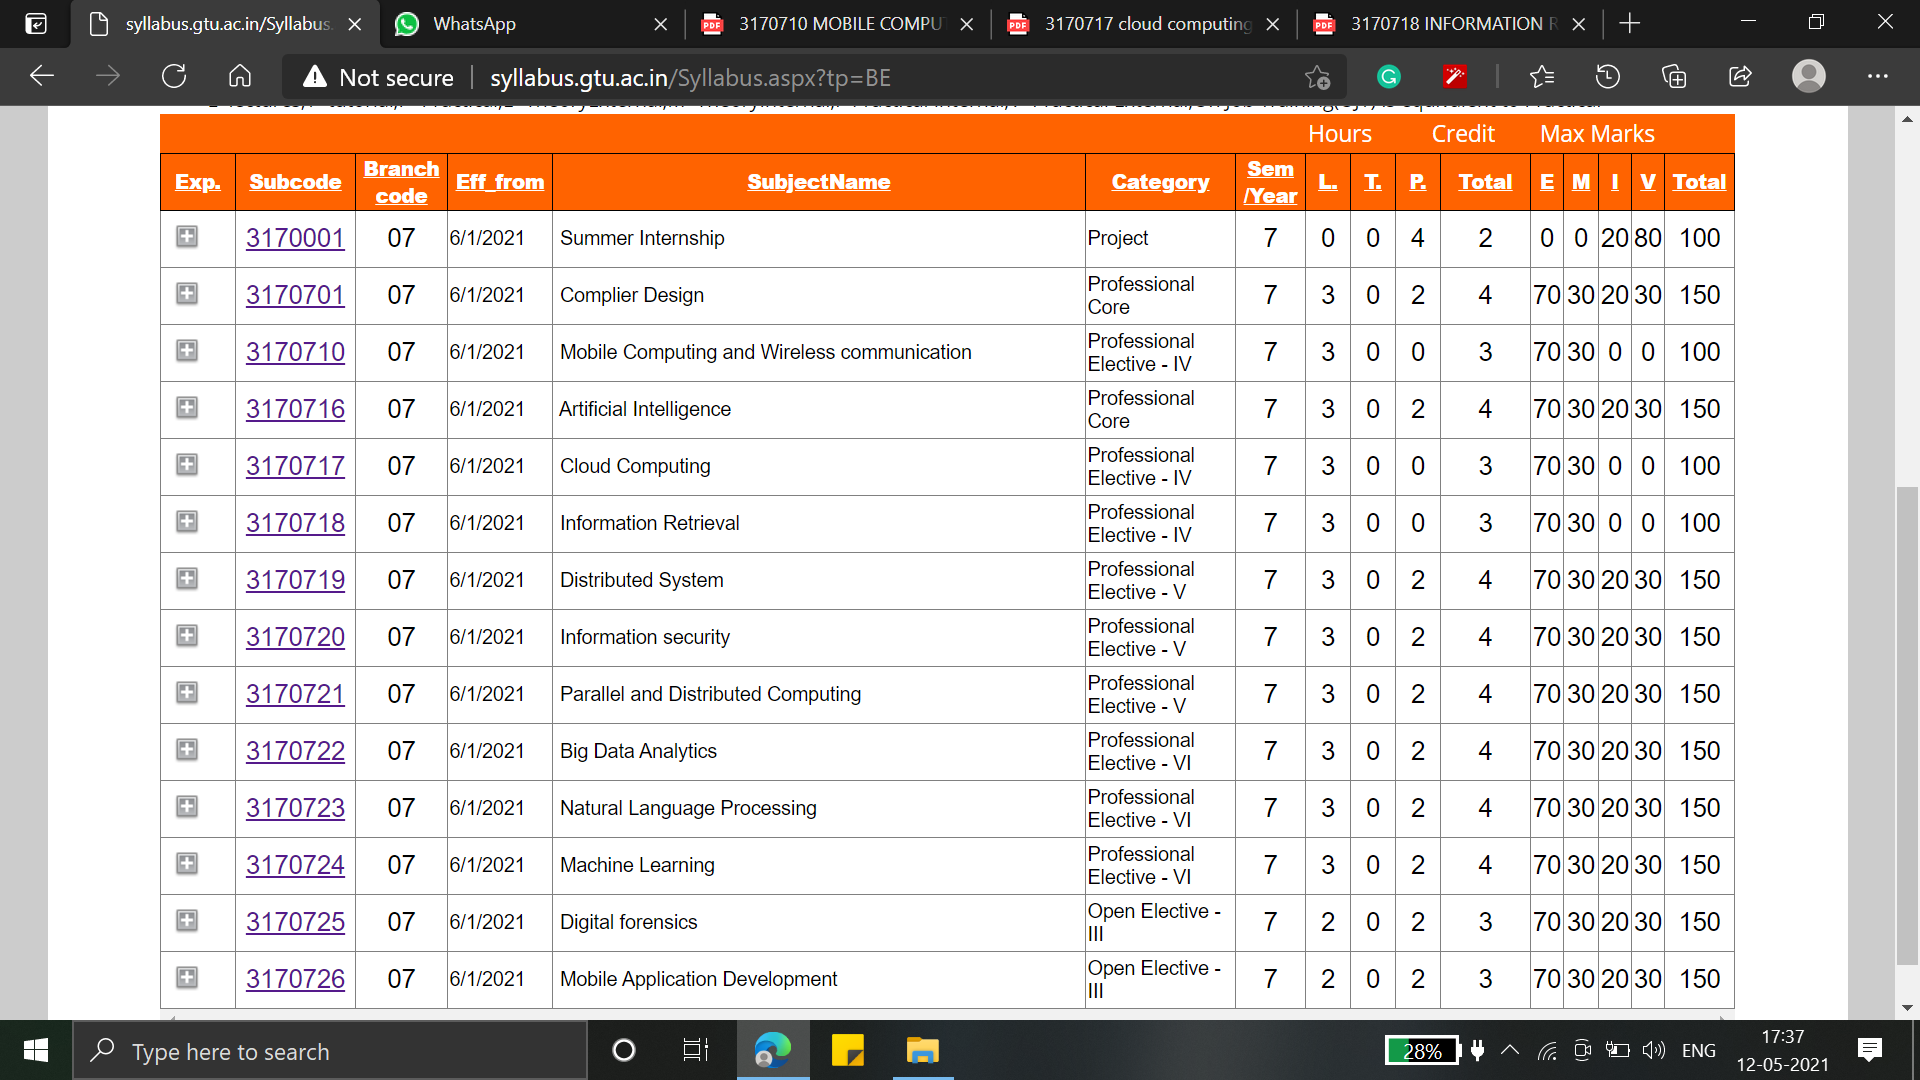 syllabus.gtu.ac.in/Syllabus. WhatsApp 3170710 MOBILE COMPU 3170717 cloud computing 3170718 INFORMATION R
Not secure syllabus.gtu.ac.in/Syllabus.aspx?tp=BE
Hours Credit Max Marks
Exp. Subcode Branch code Eff_from SubjectName Category Sem /Year L. T. P. Total E M I V Total
3170001 07 6/1/2021 Summer Internship Project 7 0 0 4 2 0 0 20 80 100
3170701 07 6/1/2021 Complier Design Professional Core 7 3 0 2 4 70 30 20 30 150
3170710 07 6/1/2021 Mobile Computing and Wireless communication Professional Elective - IV 7 3 0 0 3 70 30 0 0 100
3170716 07 6/1/2021 Artificial Intelligence Professional Core 7 3 0 2 4 70 30 20 30 150
3170717 07 6/1/2021 Cloud Computing Professional Elective - IV 7 3 0 0 3 70 30 0 0 100
3170718 07 6/1/2021 Information Retrieval Professional Elective - IV 7 3 0 0 3 70 30 0 0 100
3170719 07 6/1/2021 Distributed System Professional Elective - V 7 3 0 2 4 70 30 20 30 150
3170720 07 6/1/2021 Information security Professional Elective - V 7 3 0 2 4 70 30 20 30 150
3170721 07 6/1/2021 Parallel and Distributed Computing Professional Elective - V 7 3 0 2 4 70 30 20 30 150
3170722 07 6/1/2021 Big Data Analytics Professional Elective - VI 7 3 0 2 4 70 30 20 30 150
3170723 07 6/1/2021 Natural Language Processing Professional Elective - VI 7 3 0 2 4 70 30 20 30 150
3170724 07 6/1/2021 Machine Learning Professional Elective - VI 7 3 0 2 4 70 30 20 30 150
3170725 07 6/1/2021 Digital forensics Open Elective - III 7 2 0 2 3 70 30 20 30 150
3170726 07 6/1/2021 Mobile Application Development Open Elective - III 7 2 0 2 3 70 30 20 30 150
Type here to search 28% ENG 17:37
12-05-2021